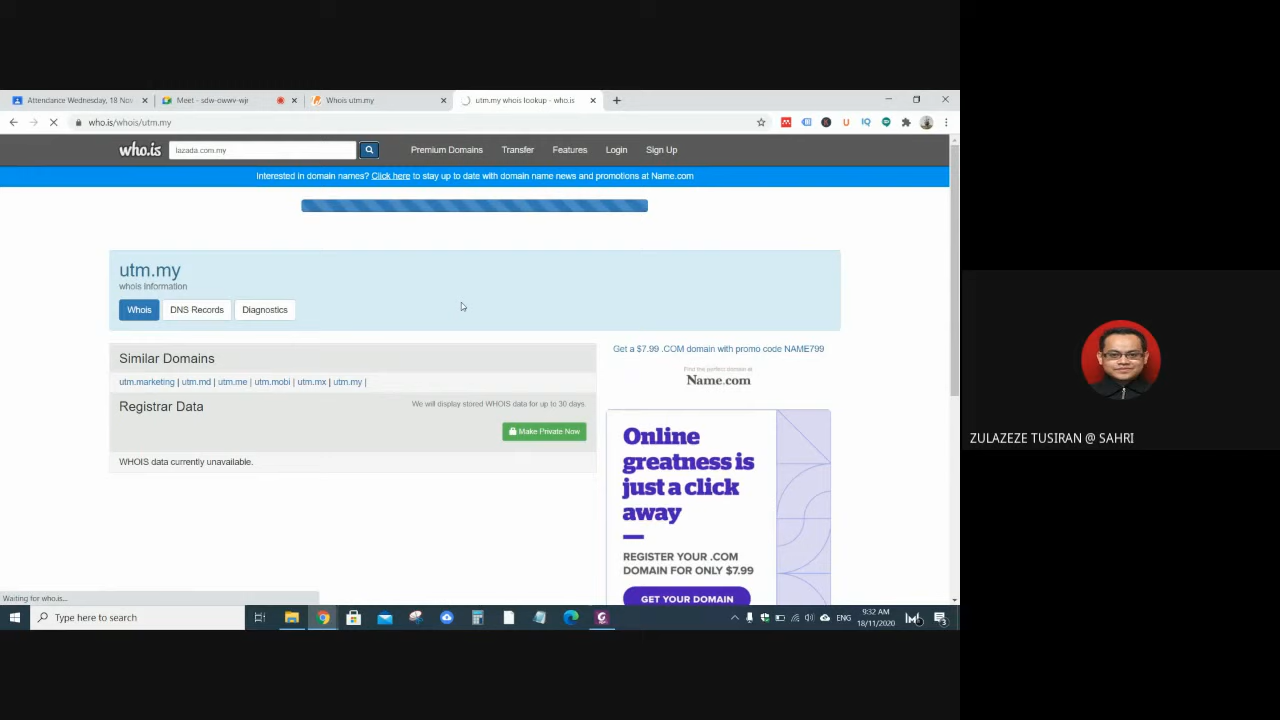 Attendance Wednesday, 18 Nov
Meet - sdw-owwv-wje
Whois utm.my
utm.my whois lookup - who.is
who.is/whois/utm.my
who.is
lazada.com.my
Premium Domains
Transfer
Features
Login
Sign Up
Interested in domain names? Click here to stay up to date with domain name news and promotions at Name.com
utm.my
whois Information
Whois
DNS Records
Diagnostics
Similar Domains
utm.marketing | utm.md | utm.me | utm.mobi | utm.mx | utm.my |
Registrar Data
We will display stored WHOIS data for up to 30 days.
Make Private Now
WHOIS data currently unavailable.
Get a $7.99 .COM domain with promo code NAME799
Find the perfect domain at
Name.com
Online
greatness is
just a click
away
REGISTER YOUR .COM
DOMAIN FOR ONLY $7.99
GET YOUR DOMAIN
Waiting for who.is...
Type here to search
ENG
9:32 AM
18/11/2020
ZULAZEZE TUSIRAN @ SAHRI